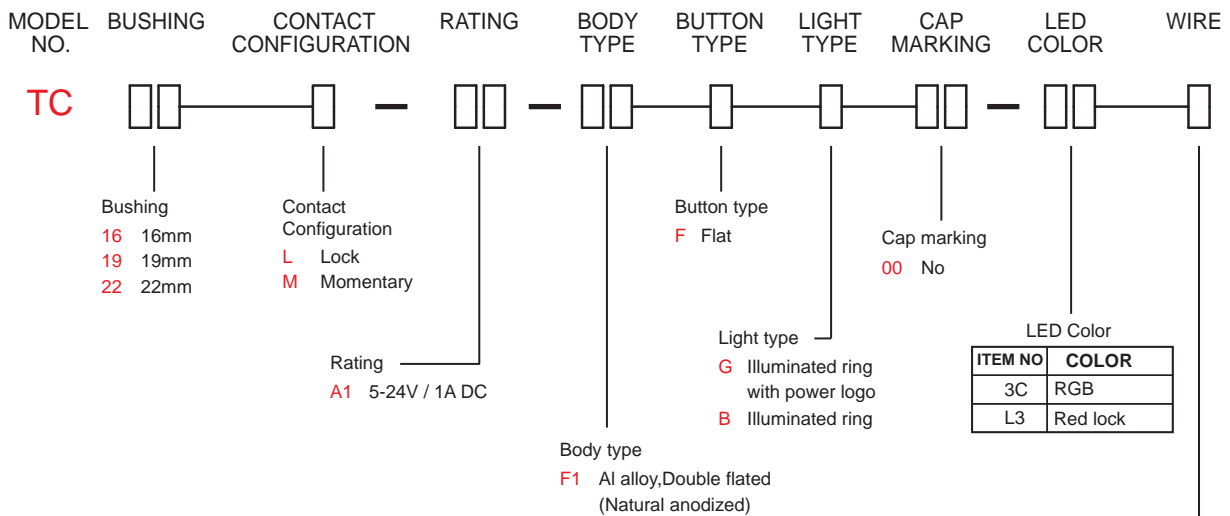 MODEL NO.
BUSHING
CONTACT CONFIGURATION
RATING
BODY TYPE
BUTTON TYPE
LIGHT TYPE
CAP MARKING
LED COLOR
WIRE
TC
Bushing
16 16mm
19 19mm
22 22mm
Contact
Configuration
L Lock
M Momentary
Rating
A1 5-24V / 1A DC
Body type
F1 Al alloy,Double flated
(Natural anodized)
Button type
F Flat
Light type
G Illuminated ring
with power logo
B Illuminated ring
Cap marking
00 No
LED Color
ITEM NO COLOR
3C RGB
L3 Red lock